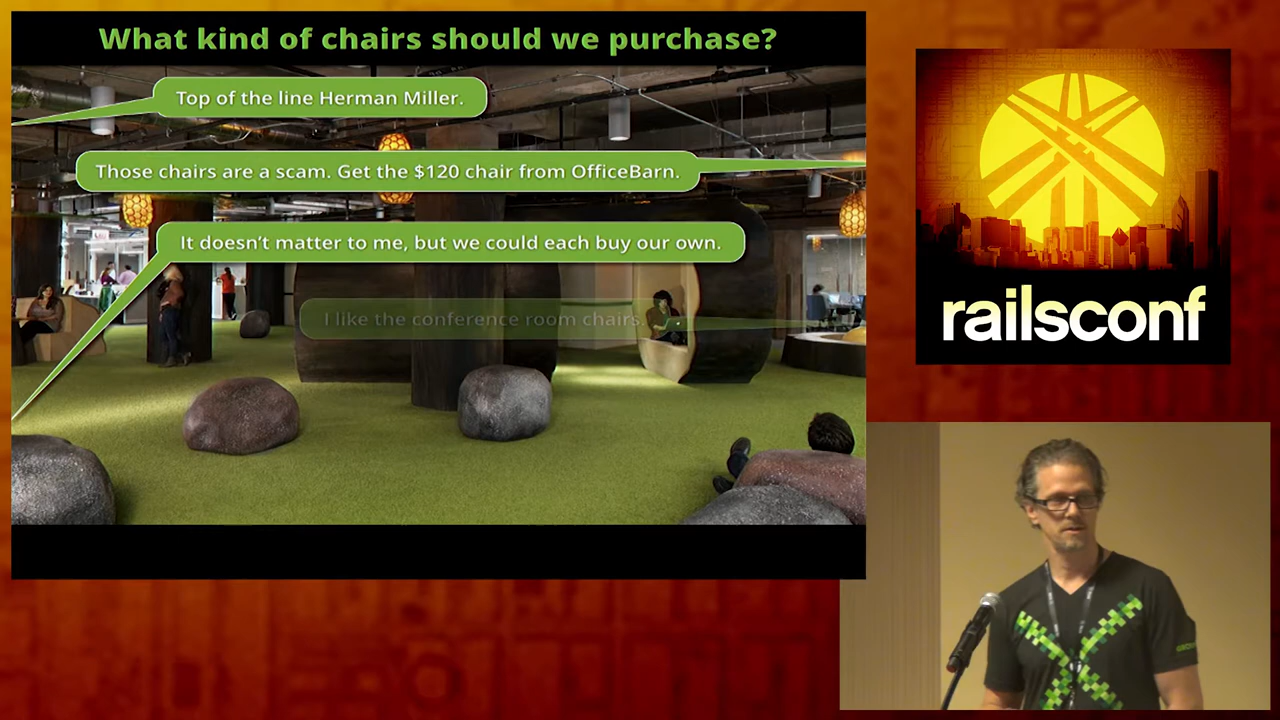 What kind of chairs should we purchase?
Top of the line Herman Miller.
Those chairs are a scam. Get the $120 chair from OfficeBarn.
It doesn't matter to me, but we could each buy our own.
I like the conference room chairs.
railsconf